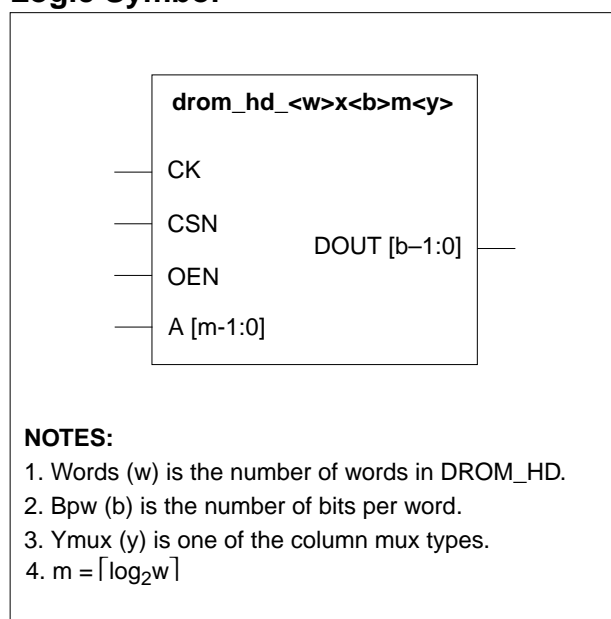 drom_hd_<w>x<b>m<y>
CK
CSN
DOUT [b–1:0]
OEN
A [m-1:0]
NOTES:
1. Words (w) is the number of words in DROM_HD.
2. Bpw (b) is the number of bits per word.
3. Ymux (y) is one of the column mux types.
4. m = ⌈log₂w⌉